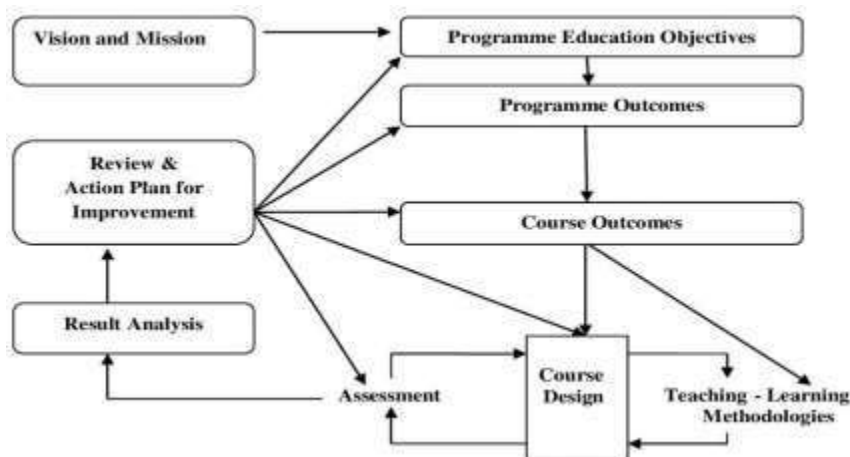 Vision and Mission
Programme Education Objectives
Programme Outcomes
Review &
Action Plan for
Improvement
Course Outcomes
Result Analysis
Assessment
Course
Design
Teaching - Learning
Methodologies